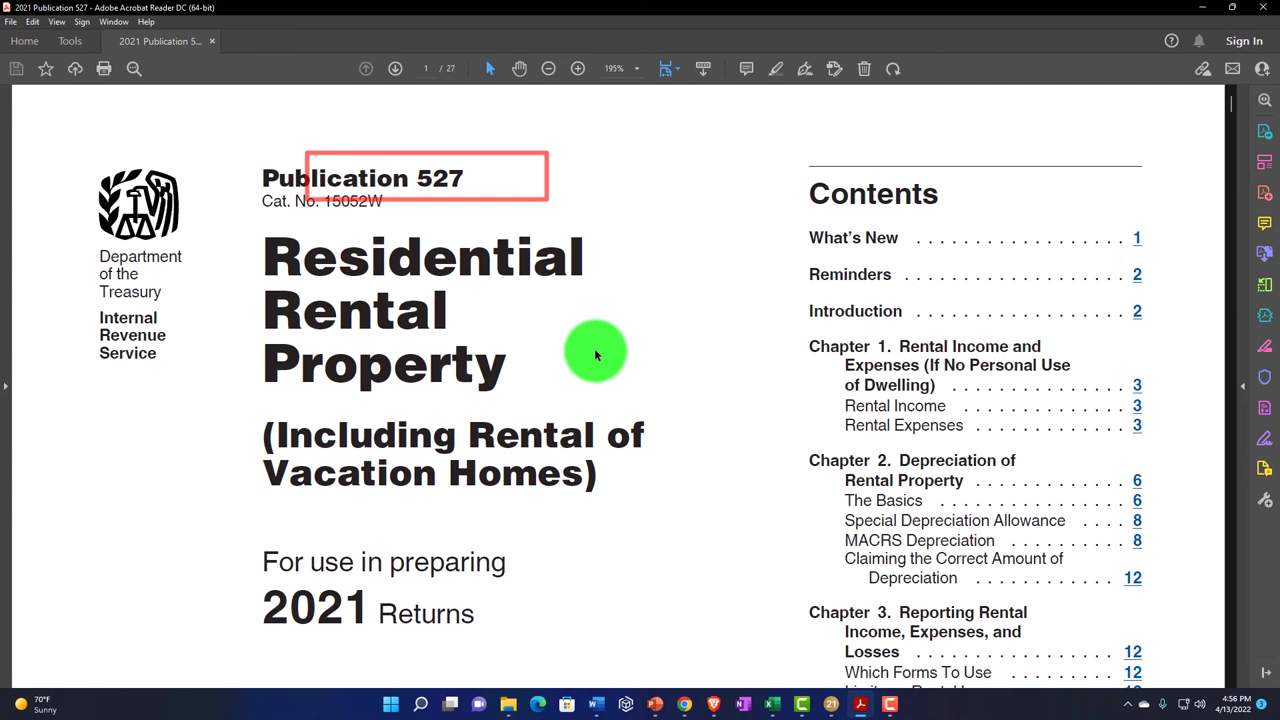 2021 Publication 527 - Adobe Acrobat Reader DC (64-bit)
File Edit View Sign Window Help
Home Tools 2021 Publication 5... × Sign In
1 / 27 195%
Publication 527
Cat. No. 15052W
Department
of the
Treasury
Internal
Revenue
Service
Residential
Rental
Property
(Including Rental of
Vacation Homes)
For use in preparing
2021 Returns
Contents
What's New . . . . . . . . . . . . . . . . . . . . 1
Reminders . . . . . . . . . . . . . . . . . . . . . 2
Introduction . . . . . . . . . . . . . . . . . . . 2
Chapter 1. Rental Income and
Expenses (If No Personal Use
of Dwelling) . . . . . . . . . . . . . . . 3
Rental Income . . . . . . . . . . . . . . 3
Rental Expenses . . . . . . . . . . . . 3
Chapter 2. Depreciation of
Rental Property . . . . . . . . . . . . . 6
The Basics . . . . . . . . . . . . . . . . 6
Special Depreciation Allowance . . . . 8
MACRS Depreciation . . . . . . . . . . 8
Claiming the Correct Amount of
Depreciation . . . . . . . . . . . . 12
Chapter 3. Reporting Rental
Income, Expenses, and
Losses . . . . . . . . . . . . . . . . . . 12
Which Forms To Use . . . . . . . . . . 12
70°F
Sunny
21
4:56 PM
4/13/2022
3